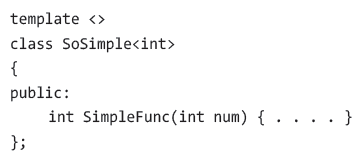 template <>
class SoSimple<int>
{
public:
    int SimpleFunc(int num) { . . . . }
};